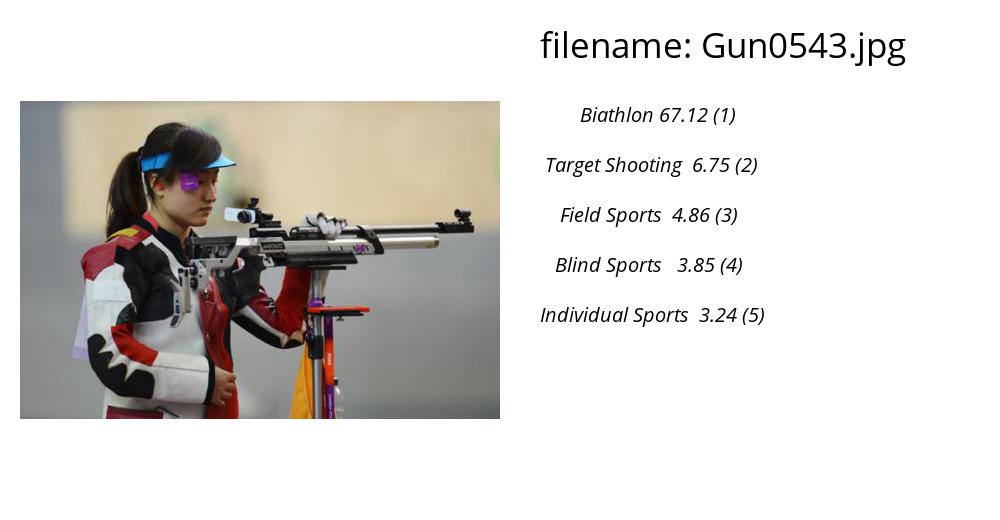 filename: Gun0543.jpg
Biathlon 67.12 (1)
Target Shooting 6.75 (2)
Field Sports 4.86 (3)
Blind Sports 3.85 (4)
Individual Sports 3.24 (5)